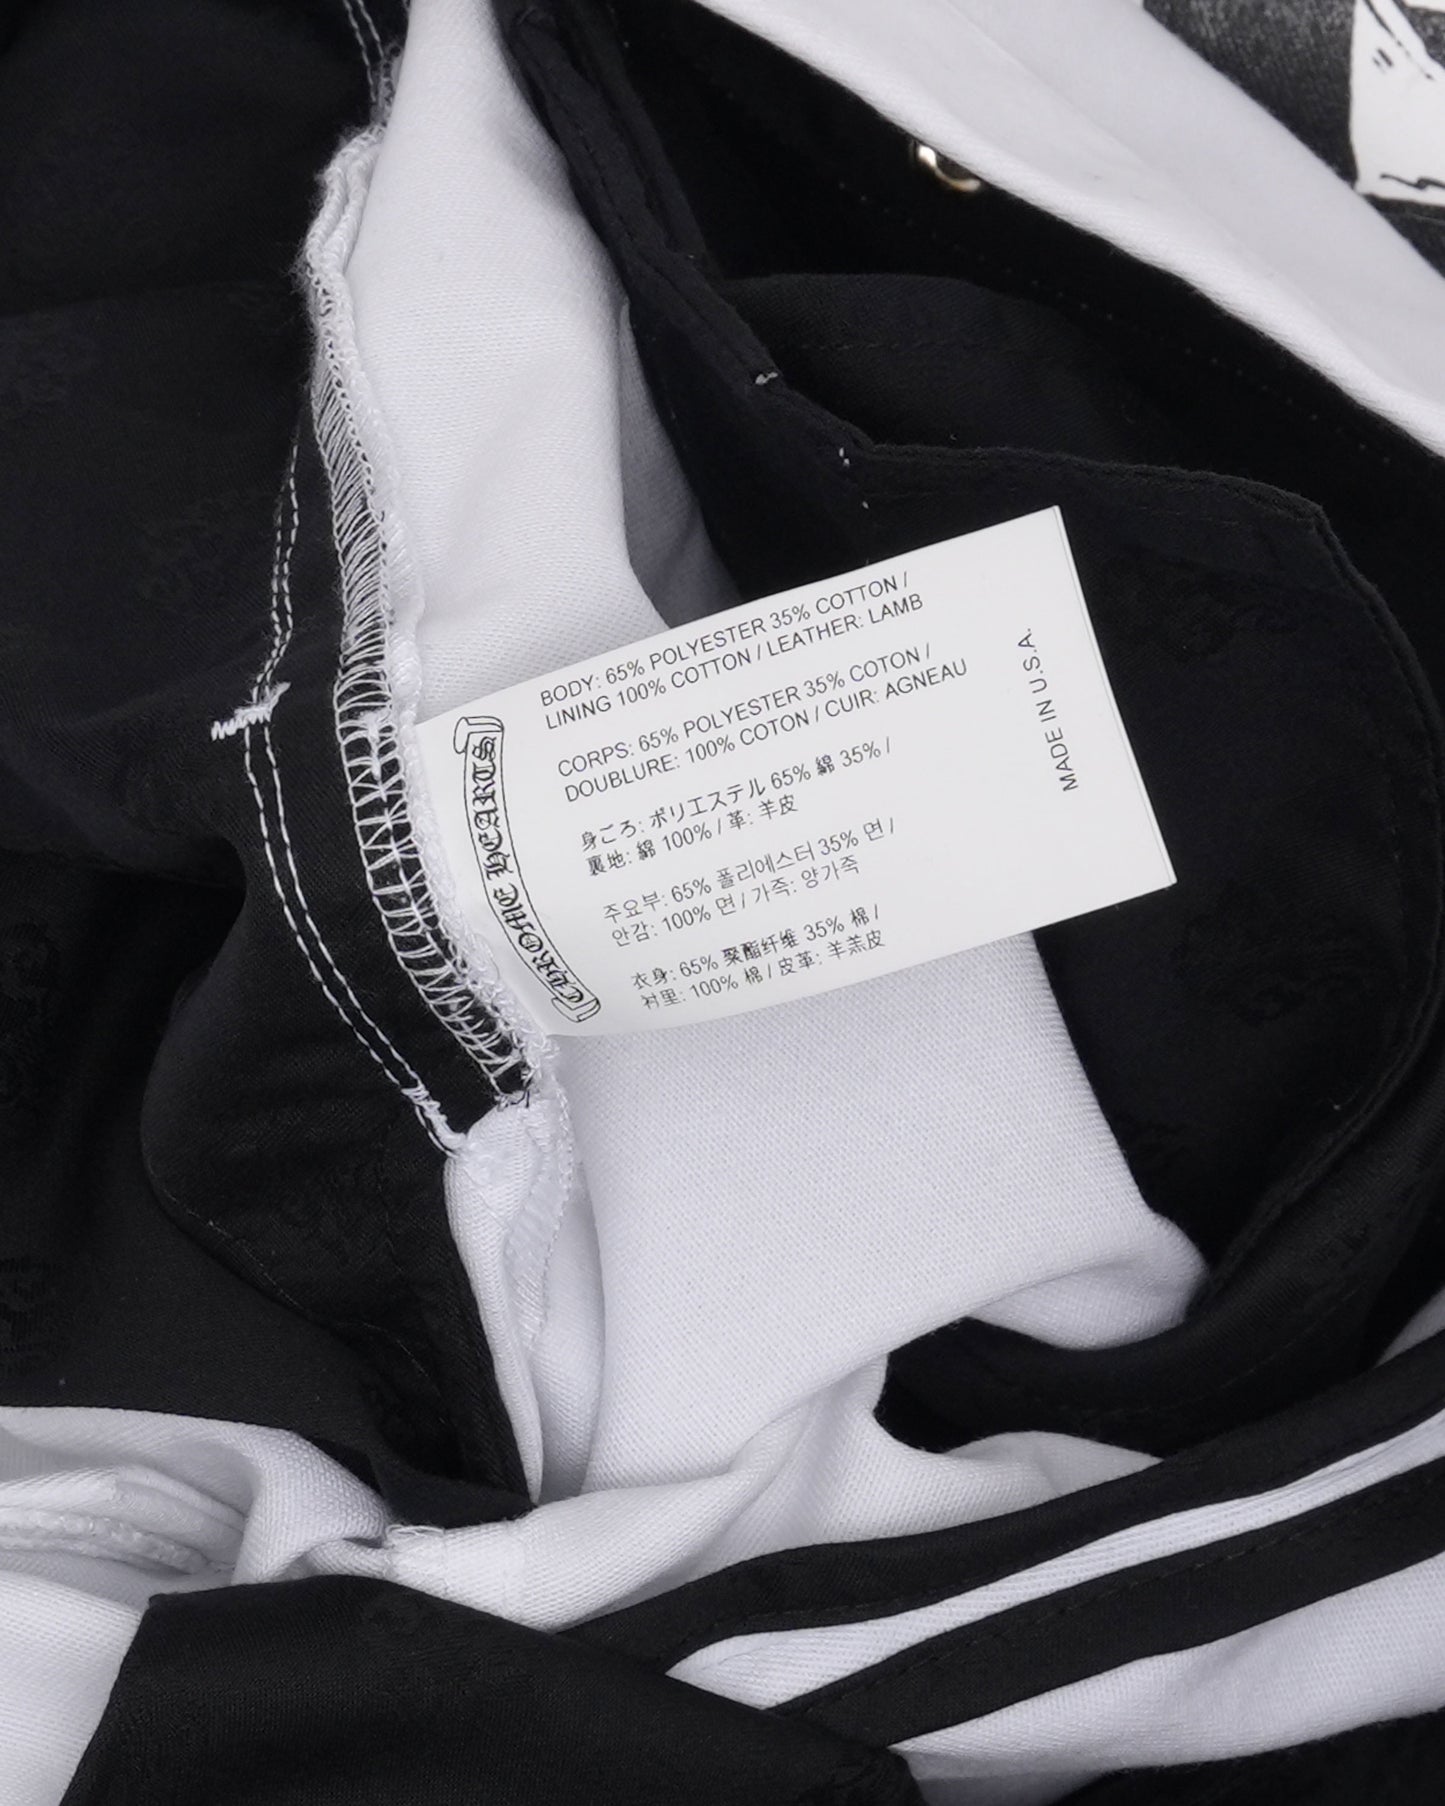 CHROME HEARTS
BODY: 65% POLYESTER 35% COTTON /
LINING 100% COTTON / LEATHER: LAMB
CORPS: 65% POLYESTER 35% COTON /
DOUBLURE: 100% COTON / CUIR: AGNEAU
身ごろ: ポリエステル 65% 綿 35% /
裏地: 綿 100% / 革: 羊皮
주요부: 65% 폴리에스터 35% 면 /
안감: 100% 면 / 가죽: 양가죽
衣身: 65% 聚酯纤维 35% 棉 /
衬里: 100% 棉 / 皮革: 羊羔皮
MADE IN U.S.A.